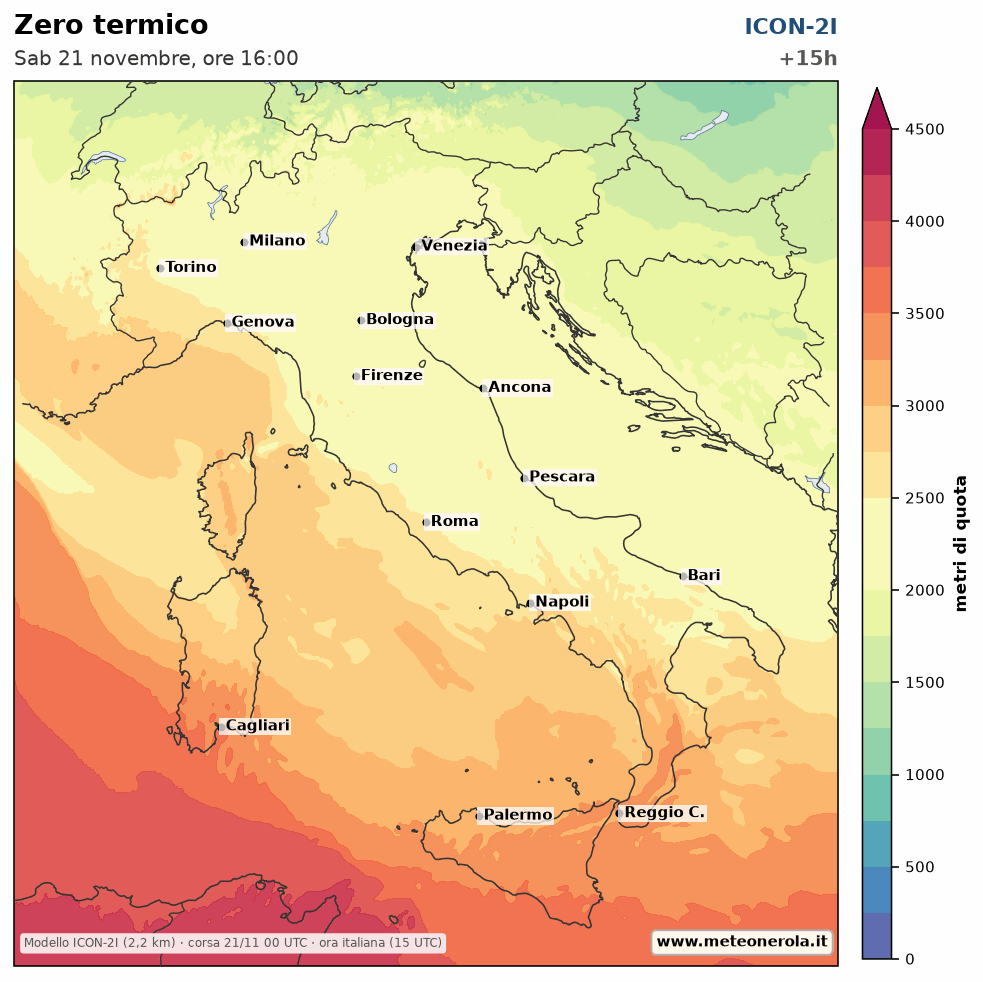 Zero termico
ICON-2I
Sab 21 novembre, ore 16:00
+15h
4500
4000
3500
3000
2500
2000
1500
1000
500
0
metri di quota
Milano
Venezia
Torino
Genova
Bologna
Firenze
Ancona
Pescara
Roma
Bari
Napoli
Cagliari
Palermo
Reggio C.
Modello ICON-2I (2,2 km) · corsa 21/11 00 UTC · ora italiana (15 UTC)
www.meteonerola.it